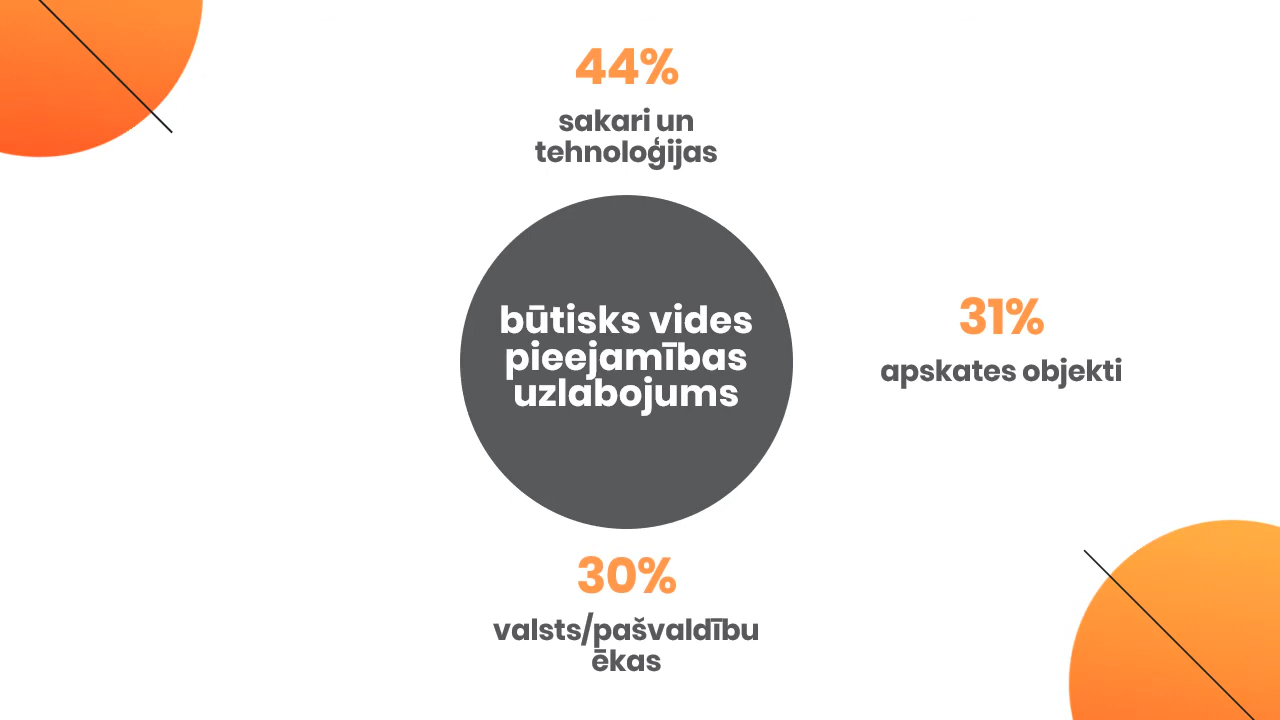 44%
sakari un
tehnoloģijas
būtisks vides
pieejamības
uzlabojums
31%
apskates objekti
30%
valsts/pašvaldību
ēkas